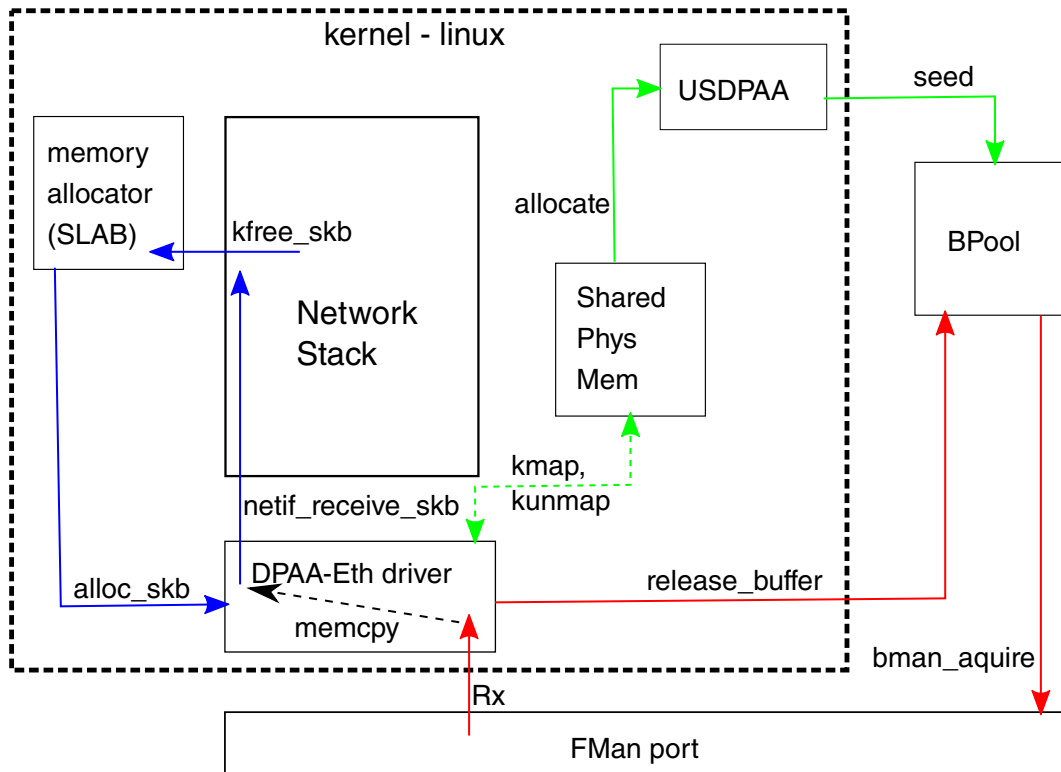 kernel - linux
USDPAA
seed
memory
allocator
(SLAB)
kfree_skb
allocate
BPool
Network
Stack
Shared
Phys
Mem
kmap,
kunmap
netif_receive_skb
DPAA-Eth driver
alloc_skb
memcpy
release_buffer
bman_aquire
Rx
FMan port